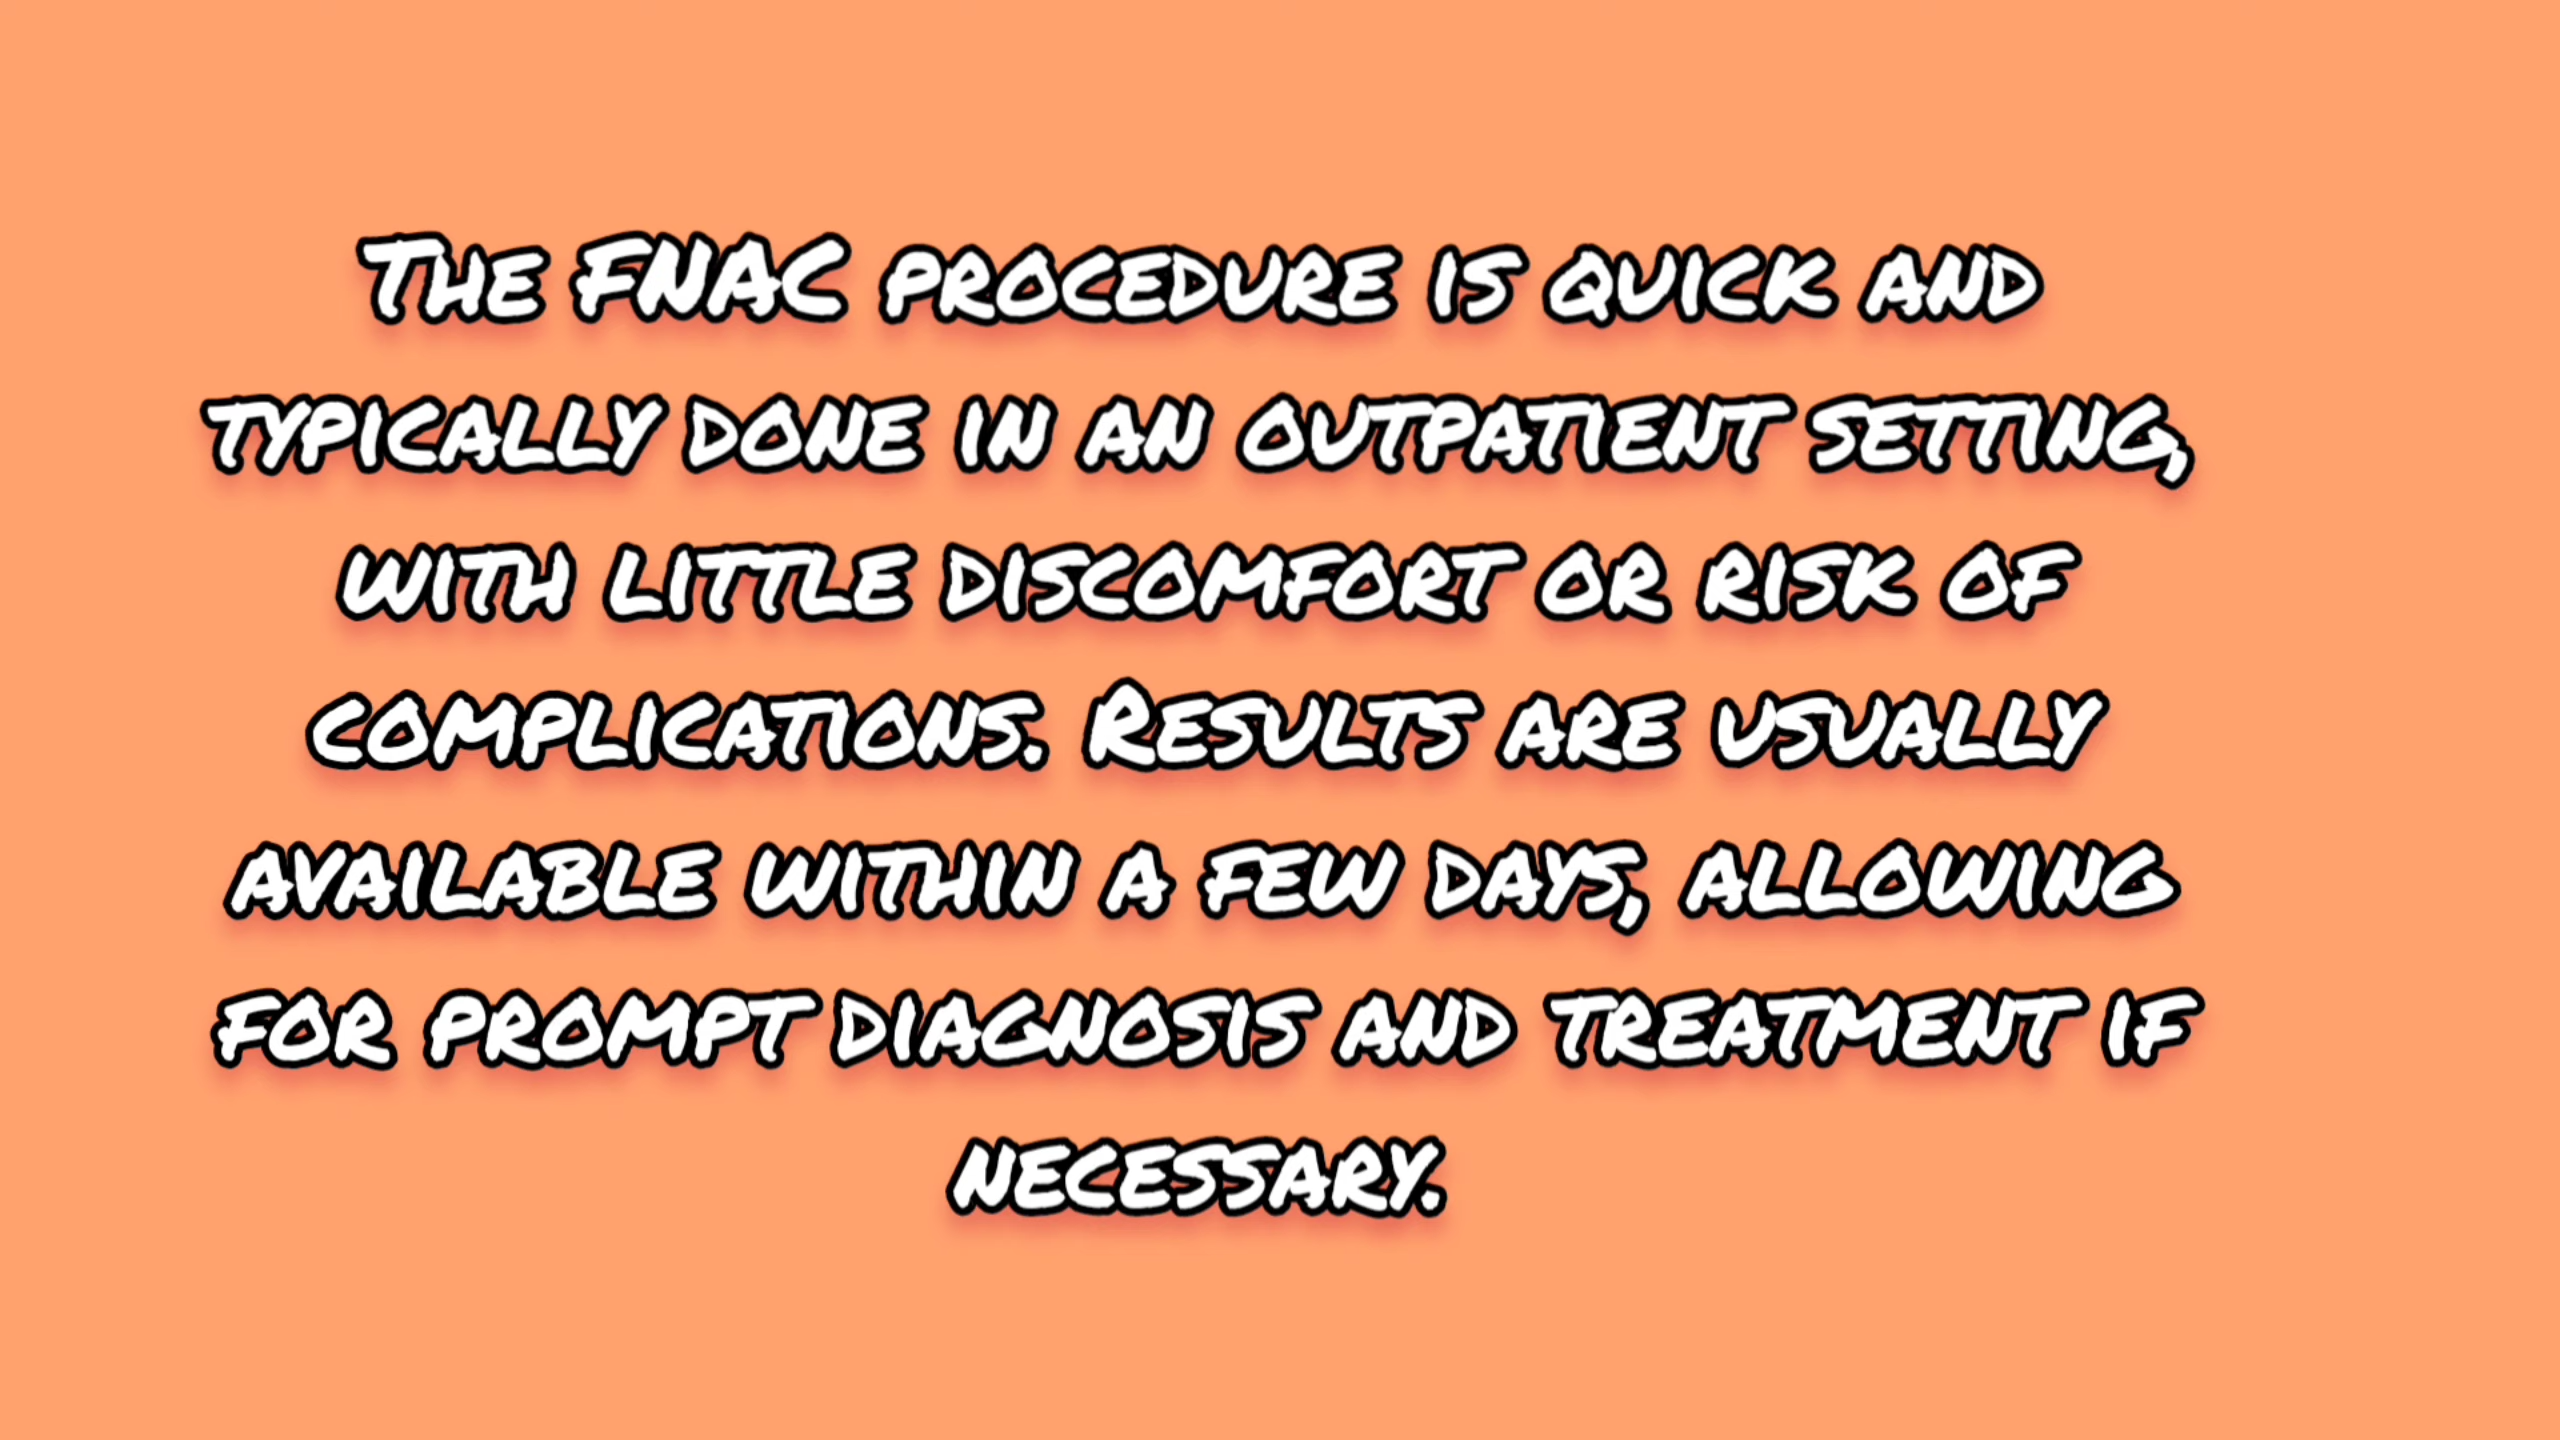 The FNAC procedure is quick and
typically done in an outpatient setting,
with little discomfort or risk of
complications. Results are usually
available within a few days, allowing
for prompt diagnosis and treatment if
necessary.